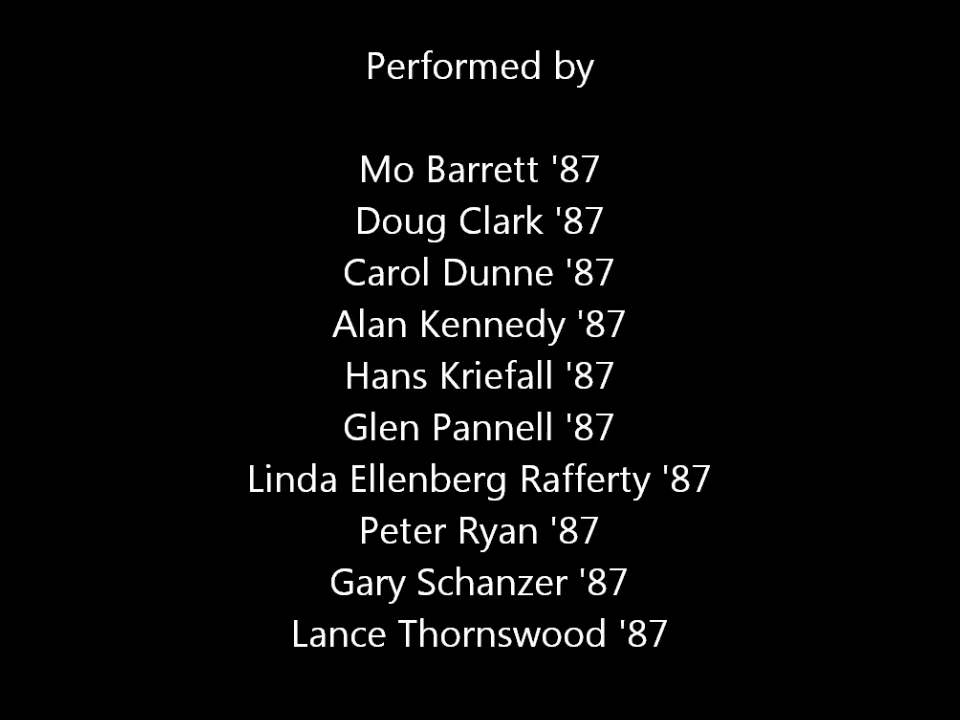 Performed by
Mo Barrett '87
Doug Clark '87
Carol Dunne '87
Alan Kennedy '87
Hans Kriefall '87
Glen Pannell '87
Linda Ellenberg Rafferty '87
Peter Ryan '87
Gary Schanzer '87
Lance Thornswood '87